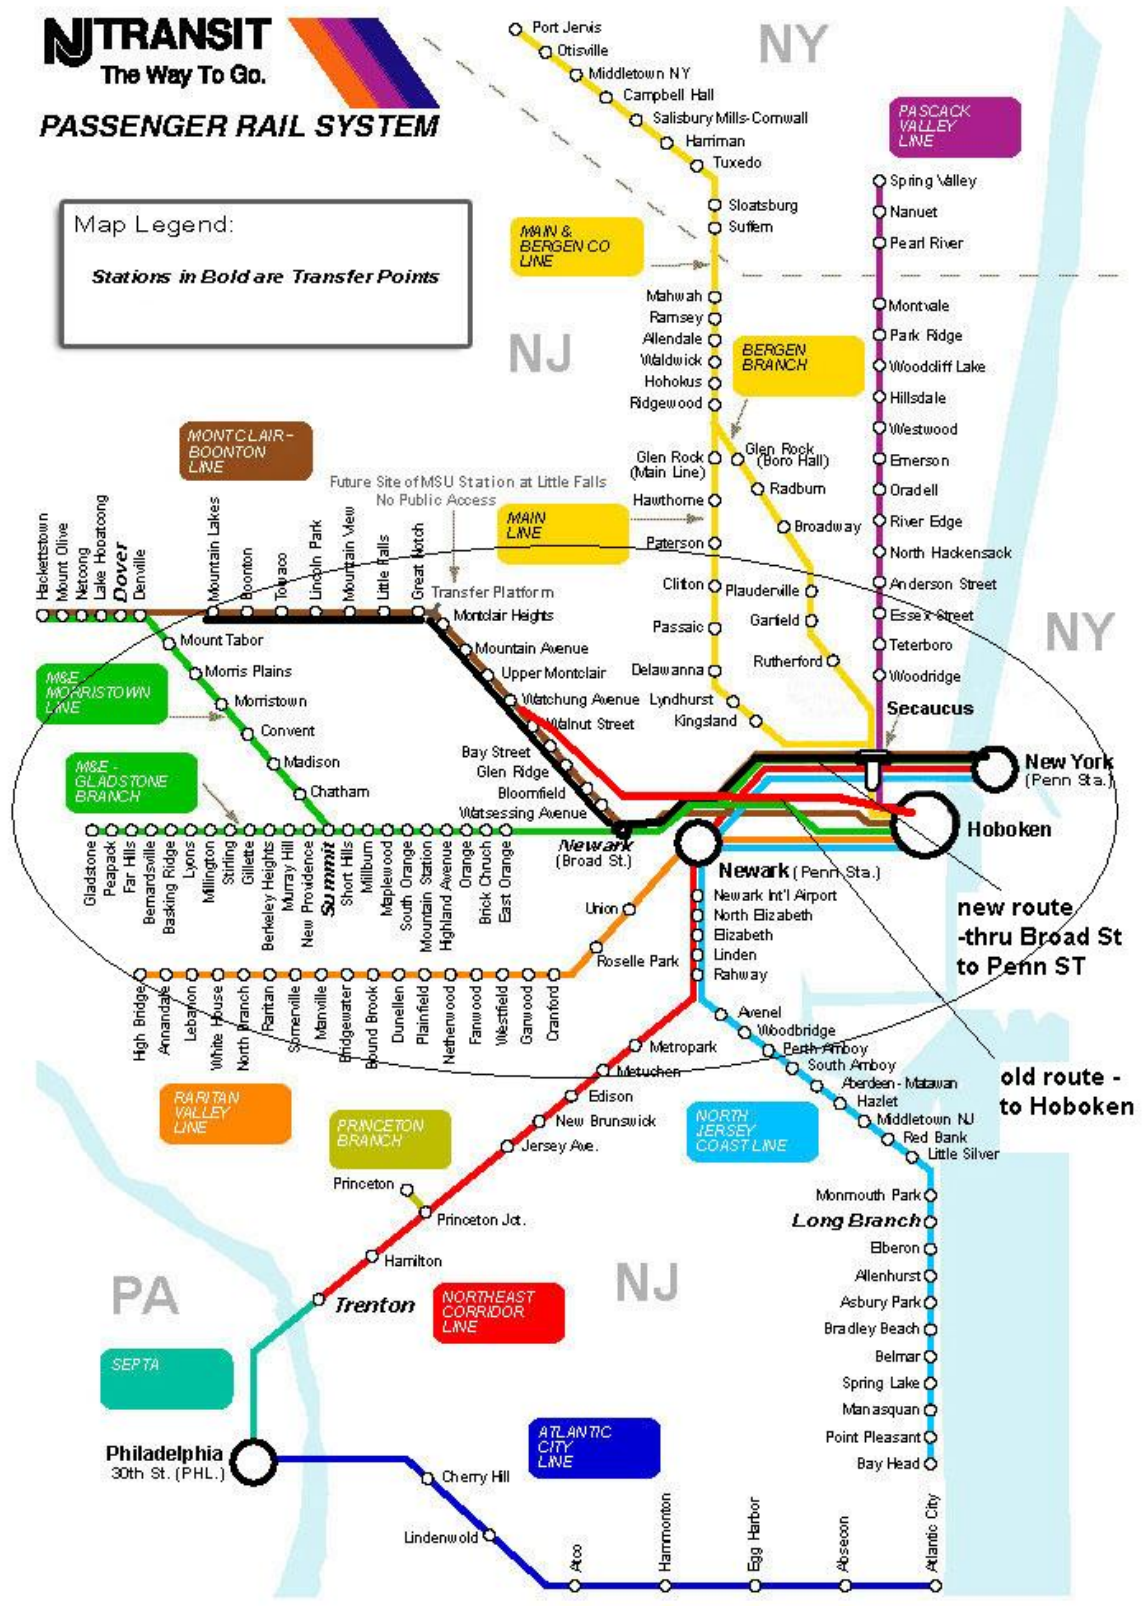 NJTRANSIT
The Way To Go.
PASSENGER RAIL SYSTEM
Map Legend:
Stations in Bold are Transfer Points
NY
Port Jervis
Otisville
Middletown NY
Campbell Hall
Salisbury Mills-Cornwall
Harriman
Tuxedo
Sloatsburg
Suffern
MAIN &
BERGEN CO
LINE
PASCACK
VALLEY
LINE
Spring Valley
Nanuet
Pearl River
Montvale
Park Ridge
Woodcliff Lake
Hillsdale
Westwood
Emerson
Oradell
River Edge
North Hackensack
Anderson Street
Essex Street
Teterboro
Woodridge
Secaucus
NJ
Mahwah
Ramsey
Allendale
Waldwick
Hohokus
Ridgewood
BERGEN
BRANCH
Glen Rock
(Main Line)
Hawthorne
Paterson
Clifton
Passaic
Delawanna
Lyndhurst
Kingsland
Glen Rock
(Boro Hall)
Radburn
Broadway
Plauderville
Garfield
Rutherford
MAIN
LINE
MONTCLAIR-
BOONTON
LINE
Future Site of MSU Station at Little Falls
No Public Access
Transfer Platform
Hackettstown
Mount Olive
Netcong
Lake Hopatcong
Dover
Denville
Mountain Lakes
Boonton
Towaco
Lincoln Park
Mountain View
Little Falls
Great Notch
Montclair Heights
Mountain Avenue
Upper Montclair
Watchung Avenue
Walnut Street
Bay Street
Glen Ridge
Bloomfield
Watsessing Avenue
NY
Mount Tabor
Morris Plains
Morristown
Convent
Madison
Chatham
M&E
MORRISTOWN
LINE
M&E -
GLADSTONE
BRANCH
Gladstone
Peapack
Far Hills
Bernardsville
Basking Ridge
Lyons
Millington
Stirling
Gillette
Berkeley Heights
Murray Hill
New Providence
Summit
Short Hills
Millburn
Maplewood
South Orange
Mountain Station
Highland Avenue
Orange
Brick Chruch
East Orange
Newark
(Broad St.)
New York
(Penn Sta.)
Hoboken
Newark (Penn Sta.)
Newark Int'l Airport
North Elizabeth
Elizabeth
Linden
Rahway
new route
-thru Broad St
to Penn ST
old route -
to Hoboken
Union
Roselle Park
High Bridge
Annandale
Lebanon
White House
North Branch
Raritan
Somerville
Manville
Bridgewater
Bound Brook
Dunellen
Plainfield
Netherwood
Fanwood
Westfield
Garwood
Cranford
RARITAN
VALLEY
LINE
Metropark
Metuchen
Edison
New Brunswick
Jersey Ave.
PRINCETON
BRANCH
Princeton
Princeton Jct.
Hamilton
Trenton
Avenel
Woodbridge
Perth Amboy
South Amboy
Aberdeen - Matawan
Hazlet
Middletown NJ
Red Bank
Little Silver
NORTH
JERSEY
COAST LINE
Monmouth Park
Long Branch
Elberon
Allenhurst
Asbury Park
Bradley Beach
Belmar
Spring Lake
Manasquan
Point Pleasant
Bay Head
PA
NJ
NORTHEAST
CORRIDOR
LINE
SEPTA
Philadelphia
30th St. (PHL.)
ATLANTIC
CITY
LINE
Cherry Hill
Lindenwold
Atco
Hammonton
Egg Harbor
Absecon
Atlantic City